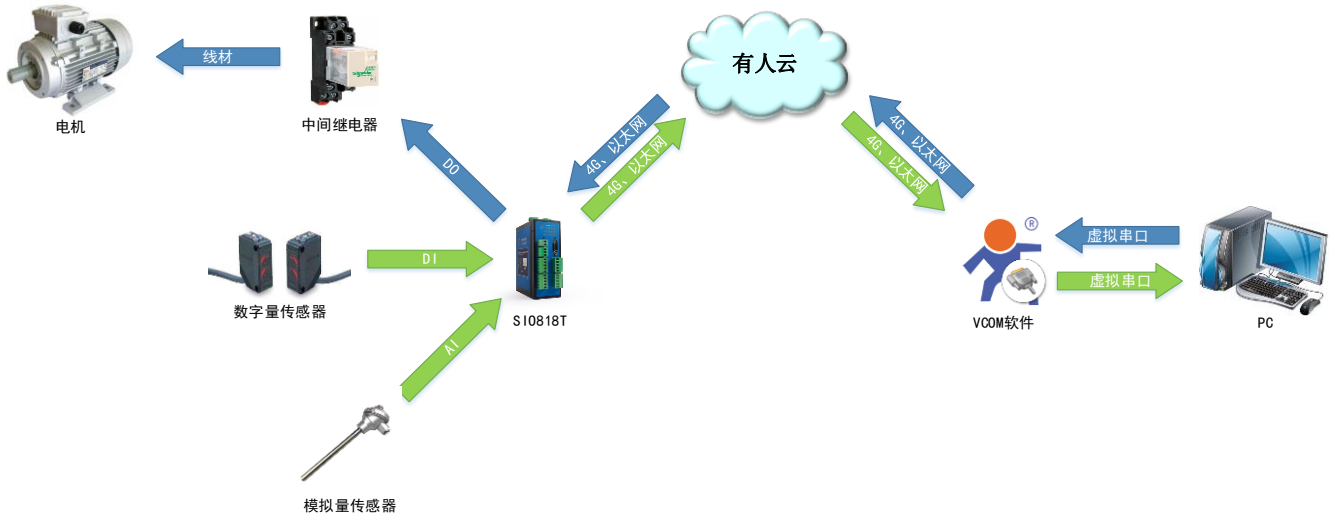 有人云
线材
电机
中间继电器
DO
4G、以太网
4G、以太网
4G、以太网
4G、以太网
DI
数字量传感器
AI
模拟量传感器
SIO818T
®
VCOM软件
虚拟串口
虚拟串口
PC